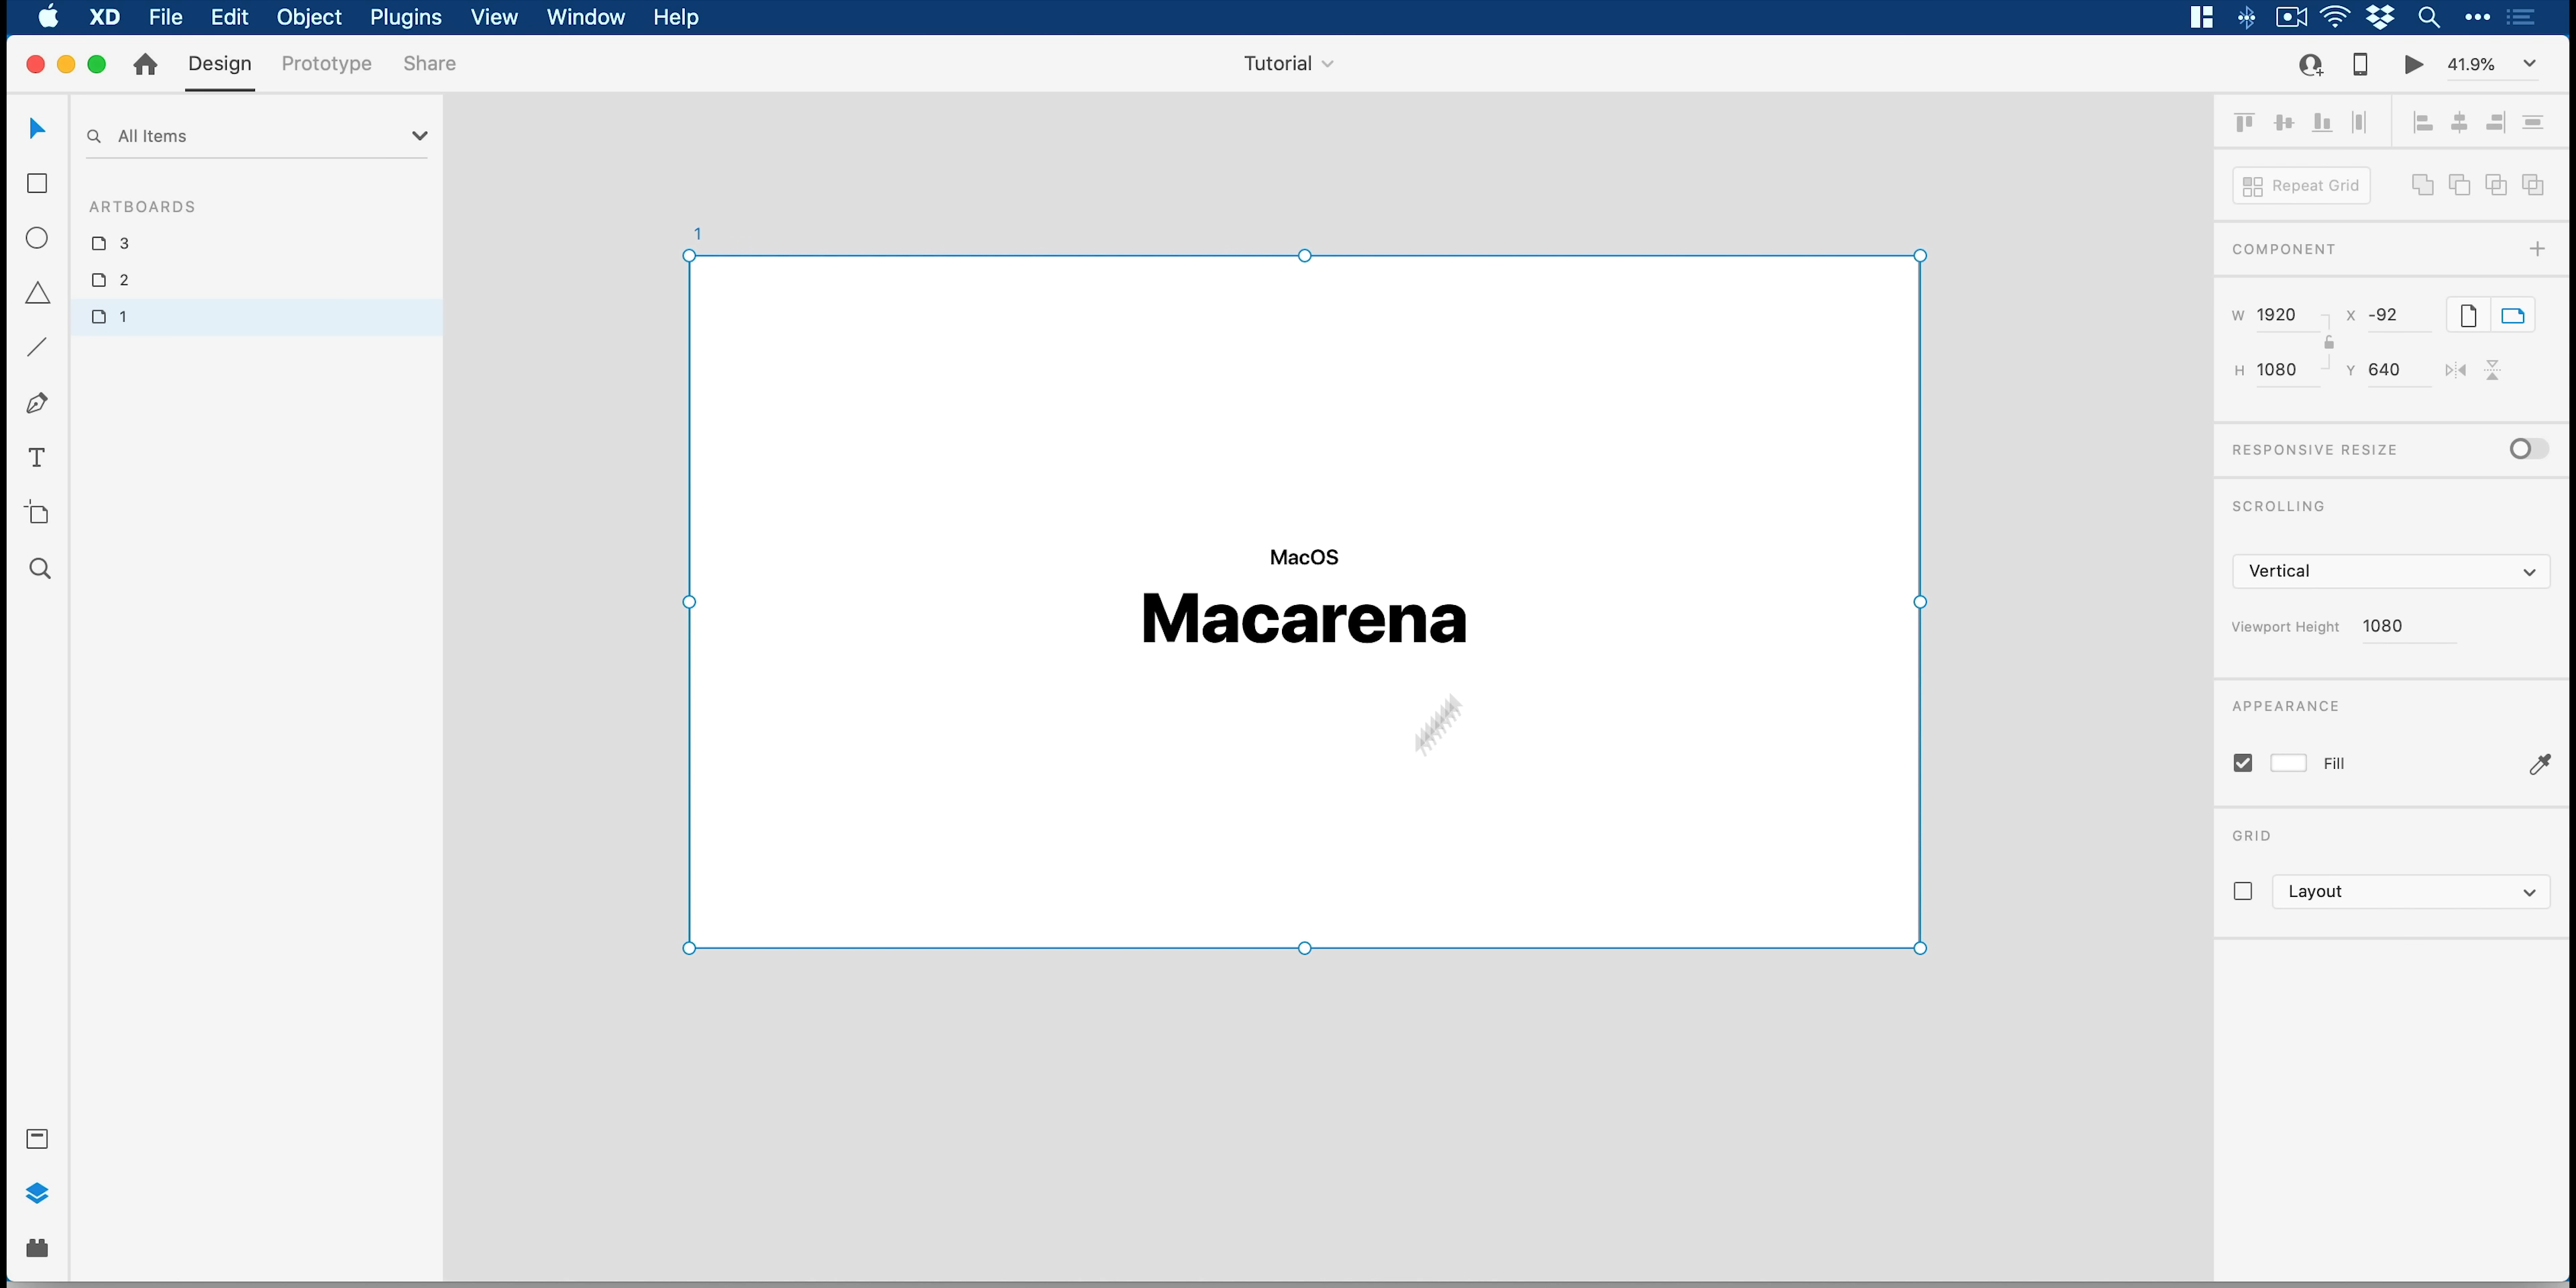 XD File Edit Object Plugins View Window Help
Design Prototype Share
Tutorial
41.9%
All Items
ARTBOARDS
3
2
1
1
MacOS
Macarena
Repeat Grid
COMPONENT
W 1920 X -92
H 1080 Y 640
RESPONSIVE RESIZE
SCROLLING
Vertical
Viewport Height 1080
APPEARANCE
Fill
GRID
Layout